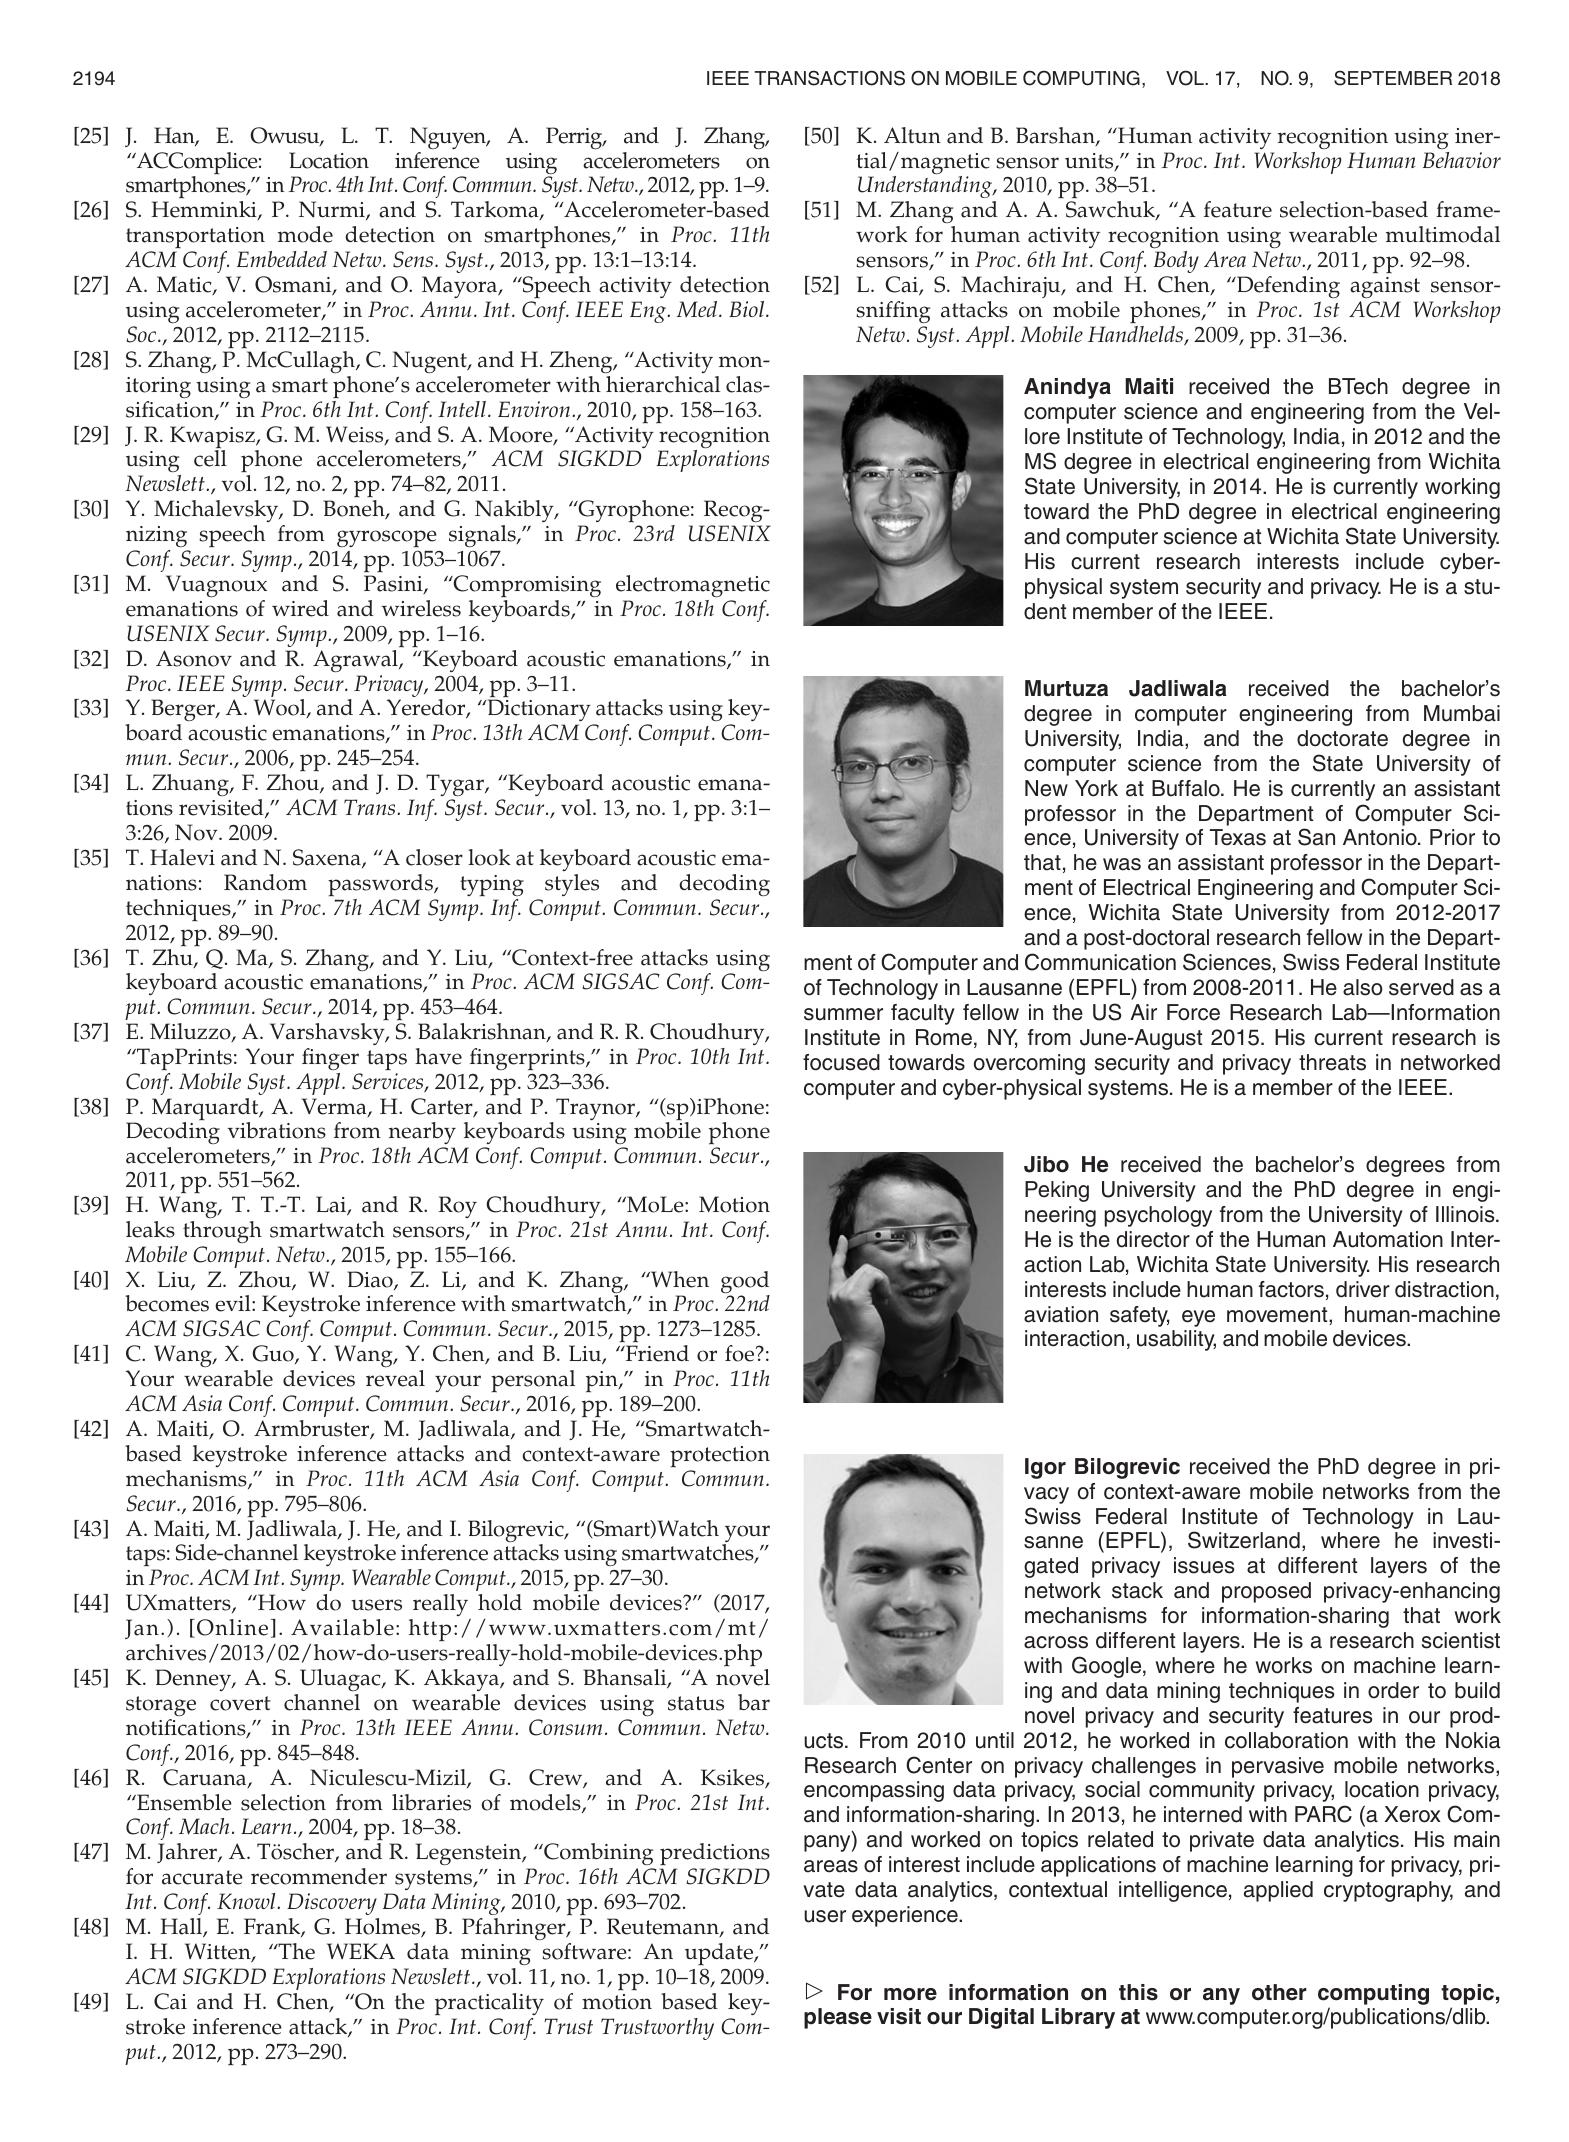 2194
IEEE TRANSACTIONS ON MOBILE COMPUTING, VOL. 17, NO. 9, SEPTEMBER 2018
[25] J. Han, E. Owusu, L. T. Nguyen, A. Perrig, and J. Zhang,
“ACComplice: Location inference using accelerometers on
smartphones,” in Proc. 4th Int. Conf. Commun. Syst. Netw., 2012, pp. 1–9.
[26] S. Hemminki, P. Nurmi, and S. Tarkoma, “Accelerometer-based
transportation mode detection on smartphones,” in Proc. 11th
ACM Conf. Embedded Netw. Sens. Syst., 2013, pp. 13:1–13:14.
[27] A. Matic, V. Osmani, and O. Mayora, “Speech activity detection
using accelerometer,” in Proc. Annu. Int. Conf. IEEE Eng. Med. Biol.
Soc., 2012, pp. 2112–2115.
[28] S. Zhang, P. McCullagh, C. Nugent, and H. Zheng, “Activity mon-
itoring using a smart phone’s accelerometer with hierarchical clas-
sification,” in Proc. 6th Int. Conf. Intell. Environ., 2010, pp. 158–163.
[29] J. R. Kwapisz, G. M. Weiss, and S. A. Moore, “Activity recognition
using cell phone accelerometers,” ACM SIGKDD Explorations
Newslett., vol. 12, no. 2, pp. 74–82, 2011.
[30] Y. Michalevsky, D. Boneh, and G. Nakibly, “Gyrophone: Recog-
nizing speech from gyroscope signals,” in Proc. 23rd USENIX
Conf. Secur. Symp., 2014, pp. 1053–1067.
[31] M. Vuagnoux and S. Pasini, “Compromising electromagnetic
emanations of wired and wireless keyboards,” in Proc. 18th Conf.
USENIX Secur. Symp., 2009, pp. 1–16.
[32] D. Asonov and R. Agrawal, “Keyboard acoustic emanations,” in
Proc. IEEE Symp. Secur. Privacy, 2004, pp. 3–11.
[33] Y. Berger, A. Wool, and A. Yeredor, “Dictionary attacks using key-
board acoustic emanations,” in Proc. 13th ACM Conf. Comput. Com-
mun. Secur., 2006, pp. 245–254.
[34] L. Zhuang, F. Zhou, and J. D. Tygar, “Keyboard acoustic emana-
tions revisited,” ACM Trans. Inf. Syst. Secur., vol. 13, no. 1, pp. 3:1–
3:26, Nov. 2009.
[35] T. Halevi and N. Saxena, “A closer look at keyboard acoustic ema-
nations: Random passwords, typing styles and decoding
techniques,” in Proc. 7th ACM Symp. Inf. Comput. Commun. Secur.,
2012, pp. 89–90.
[36] T. Zhu, Q. Ma, S. Zhang, and Y. Liu, “Context-free attacks using
keyboard acoustic emanations,” in Proc. ACM SIGSAC Conf. Com-
put. Commun. Secur., 2014, pp. 453–464.
[37] E. Miluzzo, A. Varshavsky, S. Balakrishnan, and R. R. Choudhury,
“TapPrints: Your finger taps have fingerprints,” in Proc. 10th Int.
Conf. Mobile Syst. Appl. Services, 2012, pp. 323–336.
[38] P. Marquardt, A. Verma, H. Carter, and P. Traynor, “(sp)iPhone:
Decoding vibrations from nearby keyboards using mobile phone
accelerometers,” in Proc. 18th ACM Conf. Comput. Commun. Secur.,
2011, pp. 551–562.
[39] H. Wang, T. T.-T. Lai, and R. Roy Choudhury, “MoLe: Motion
leaks through smartwatch sensors,” in Proc. 21st Annu. Int. Conf.
Mobile Comput. Netw., 2015, pp. 155–166.
[40] X. Liu, Z. Zhou, W. Diao, Z. Li, and K. Zhang, “When good
becomes evil: Keystroke inference with smartwatch,” in Proc. 22nd
ACM SIGSAC Conf. Comput. Commun. Secur., 2015, pp. 1273–1285.
[41] C. Wang, X. Guo, Y. Wang, Y. Chen, and B. Liu, “Friend or foe?:
Your wearable devices reveal your personal pin,” in Proc. 11th
ACM Asia Conf. Comput. Commun. Secur., 2016, pp. 189–200.
[42] A. Maiti, O. Armbruster, M. Jadliwala, and J. He, “Smartwatch-
based keystroke inference attacks and context-aware protection
mechanisms,” in Proc. 11th ACM Asia Conf. Comput. Commun.
Secur., 2016, pp. 795–806.
[43] A. Maiti, M. Jadliwala, J. He, and I. Bilogrevic, “(Smart)Watch your
taps: Side-channel keystroke inference attacks using smartwatches,”
in Proc. ACM Int. Symp. Wearable Comput., 2015, pp. 27–30.
[44] UXmatters, “How do users really hold mobile devices?” (2017,
Jan.). [Online]. Available: http://www.uxmatters.com/mt/
archives/2013/02/how-do-users-really-hold-mobile-devices.php
[45] K. Denney, A. S. Uluagac, K. Akkaya, and S. Bhansali, “A novel
storage covert channel on wearable devices using status bar
notifications,” in Proc. 13th IEEE Annu. Consum. Commun. Netw.
Conf., 2016, pp. 845–848.
[46] R. Caruana, A. Niculescu-Mizil, G. Crew, and A. Ksikes,
“Ensemble selection from libraries of models,” in Proc. 21st Int.
Conf. Mach. Learn., 2004, pp. 18–38.
[47] M. Jahrer, A. Töscher, and R. Legenstein, “Combining predictions
for accurate recommender systems,” in Proc. 16th ACM SIGKDD
Int. Conf. Knowl. Discovery Data Mining, 2010, pp. 693–702.
[48] M. Hall, E. Frank, G. Holmes, B. Pfahringer, P. Reutemann, and
I. H. Witten, “The WEKA data mining software: An update,”
ACM SIGKDD Explorations Newslett., vol. 11, no. 1, pp. 10–18, 2009.
[49] L. Cai and H. Chen, “On the practicality of motion based key-
stroke inference attack,” in Proc. Int. Conf. Trust Trustworthy Com-
put., 2012, pp. 273–290.
[50] K. Altun and B. Barshan, “Human activity recognition using iner-
tial/magnetic sensor units,” in Proc. Int. Workshop Human Behavior
Understanding, 2010, pp. 38–51.
[51] M. Zhang and A. A. Sawchuk, “A feature selection-based frame-
work for human activity recognition using wearable multimodal
sensors,” in Proc. 6th Int. Conf. Body Area Netw., 2011, pp. 92–98.
[52] L. Cai, S. Machiraju, and H. Chen, “Defending against sensor-
sniffing attacks on mobile phones,” in Proc. 1st ACM Workshop
Netw. Syst. Appl. Mobile Handhelds, 2009, pp. 31–36.
Anindya Maiti received the BTech degree in
computer science and engineering from the Vel-
lore Institute of Technology, India, in 2012 and the
MS degree in electrical engineering from Wichita
State University, in 2014. He is currently working
toward the PhD degree in electrical engineering
and computer science at Wichita State University.
His current research interests include cyber-
physical system security and privacy. He is a stu-
dent member of the IEEE.
Murtuza Jadliwala received the bachelor’s
degree in computer engineering from Mumbai
University, India, and the doctorate degree in
computer science from the State University of
New York at Buffalo. He is currently an assistant
professor in the Department of Computer Sci-
ence, University of Texas at San Antonio. Prior to
that, he was an assistant professor in the Depart-
ment of Electrical Engineering and Computer Sci-
ence, Wichita State University from 2012-2017
and a post-doctoral research fellow in the Depart-
ment of Computer and Communication Sciences, Swiss Federal Institute
of Technology in Lausanne (EPFL) from 2008-2011. He also served as a
summer faculty fellow in the US Air Force Research Lab—Information
Institute in Rome, NY, from June-August 2015. His current research is
focused towards overcoming security and privacy threats in networked
computer and cyber-physical systems. He is a member of the IEEE.
Jibo He received the bachelor’s degrees from
Peking University and the PhD degree in engi-
neering psychology from the University of Illinois.
He is the director of the Human Automation Inter-
action Lab, Wichita State University. His research
interests include human factors, driver distraction,
aviation safety, eye movement, human-machine
interaction, usability, and mobile devices.
Igor Bilogrevic received the PhD degree in pri-
vacy of context-aware mobile networks from the
Swiss Federal Institute of Technology in Lau-
sanne (EPFL), Switzerland, where he investi-
gated privacy issues at different layers of the
network stack and proposed privacy-enhancing
mechanisms for information-sharing that work
across different layers. He is a research scientist
with Google, where he works on machine learn-
ing and data mining techniques in order to build
novel privacy and security features in our prod-
ucts. From 2010 until 2012, he worked in collaboration with the Nokia
Research Center on privacy challenges in pervasive mobile networks,
encompassing data privacy, social community privacy, location privacy,
and information-sharing. In 2013, he interned with PARC (a Xerox Com-
pany) and worked on topics related to private data analytics. His main
areas of interest include applications of machine learning for privacy, pri-
vate data analytics, contextual intelligence, applied cryptography, and
user experience.
▷ For more information on this or any other computing topic,
please visit our Digital Library at www.computer.org/publications/dlib.